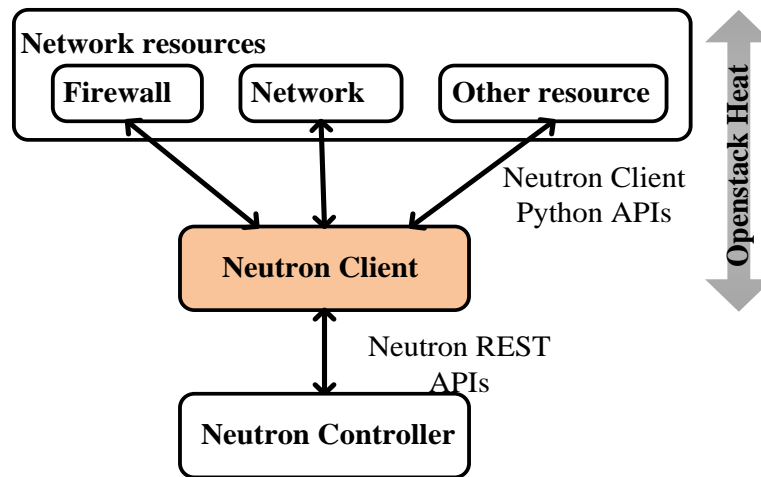 Network resources
Firewall
Network
Other resource
Neutron Client
Python APIs
Openstack Heat
Neutron Client
Neutron REST
APIs
Neutron Controller